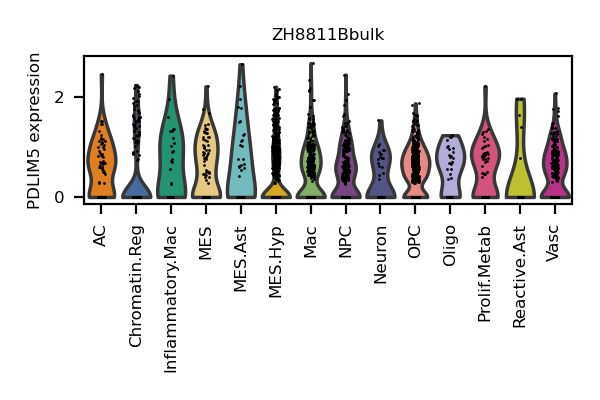 ZH8811Bbulk
PDLIM5 expression
2
0
AC
Chromatin.Reg
Inflammatory.Mac
MES
MES.Ast
MES.Hyp
Mac
NPC
Neuron
OPC
Oligo
Prolif.Metab
Reactive.Ast
Vasc